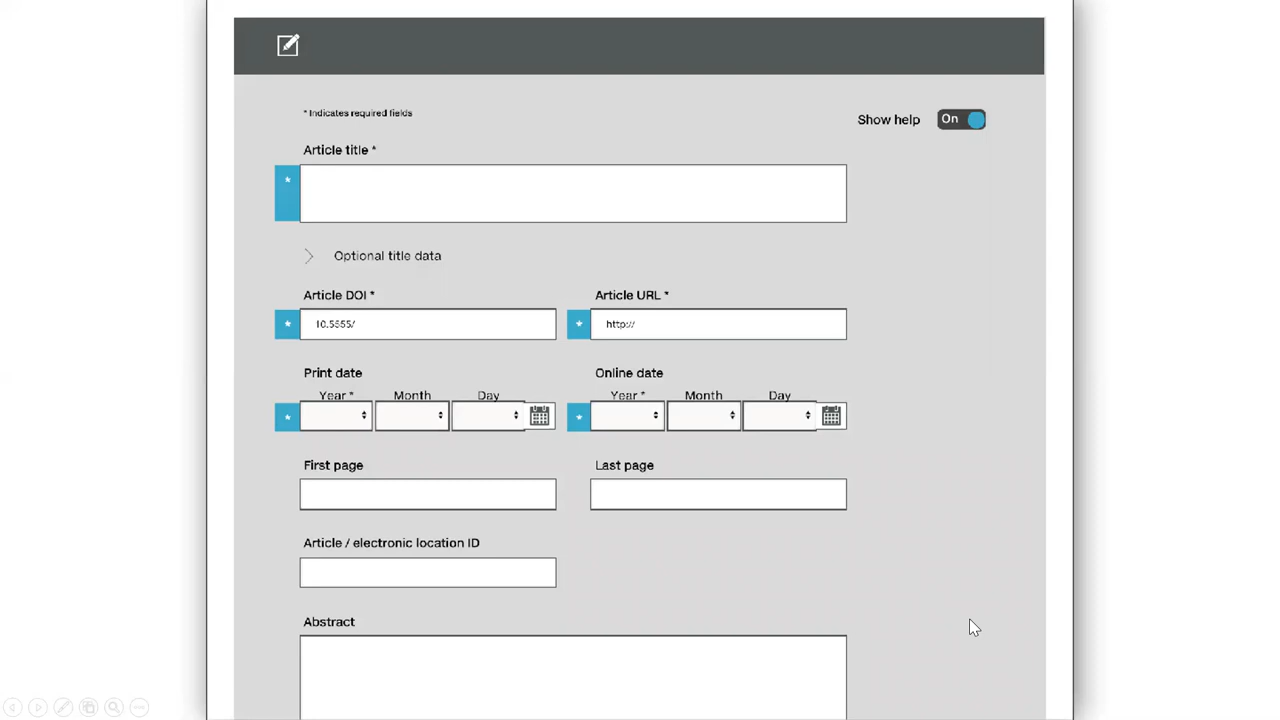 * Indicates required fields
Show help On
Article title *
*
Optional title data
Article DOI * Article URL *
* 10.5555/ * http://
Print date Online date
Year * Month Day Year * Month Day
* *
First page Last page
Article / electronic location ID
Abstract